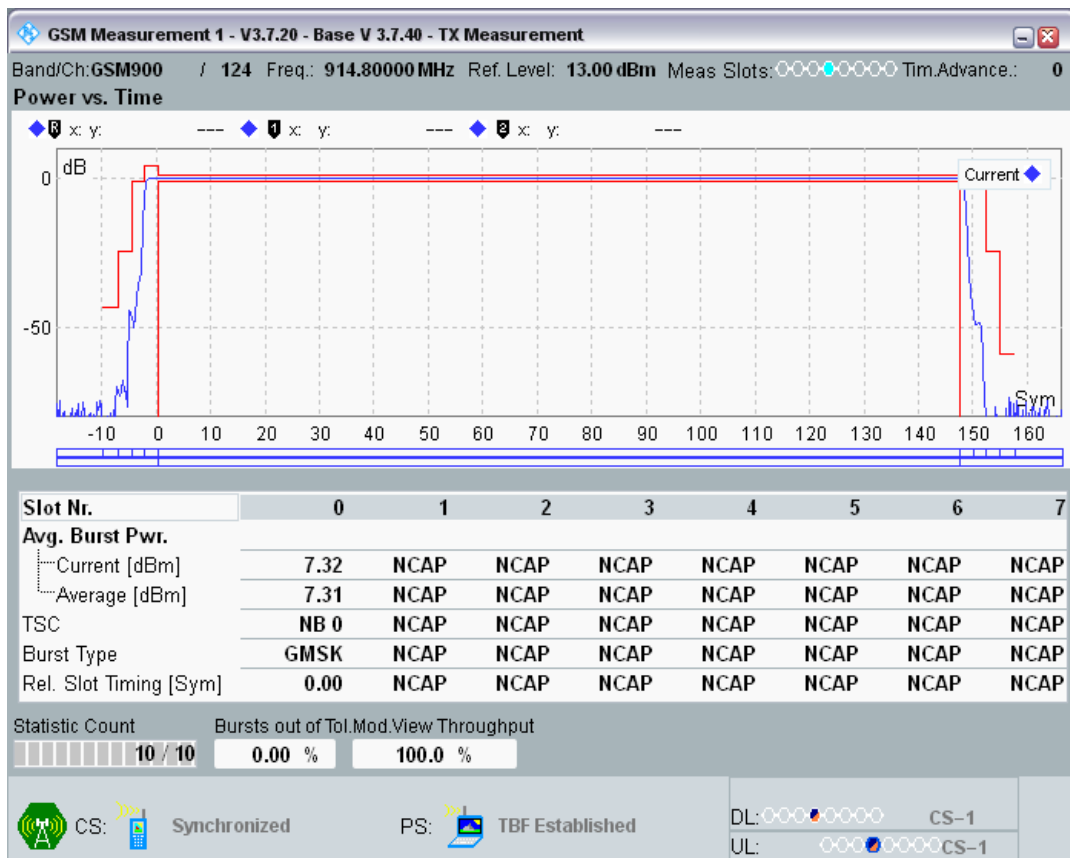 GSM Measurement 1 - V3.7.20 - Base V 3.7.40 - TX Measurement
Band/Ch:GSM900 / 124 Freq.: 914.80000 MHz Ref. Level: 13.00 dBm Meas Slots: Tim.Advance.: 0
Power vs. Time
R x: y: --- 1 x: y: --- 2 x: y: ---
dB
Current
0
-50
Sym
-10 0 10 20 30 40 50 60 70 80 90 100 110 120 130 140 150 160
Slot Nr. 0 1 2 3 4 5 6 7
Avg. Burst Pwr.
Current [dBm] 7.32 NCAP NCAP NCAP NCAP NCAP NCAP NCAP
Average [dBm] 7.31 NCAP NCAP NCAP NCAP NCAP NCAP NCAP
TSC NB 0 NCAP NCAP NCAP NCAP NCAP NCAP NCAP
Burst Type GMSK NCAP NCAP NCAP NCAP NCAP NCAP NCAP
Rel. Slot Timing [Sym] 0.00 NCAP NCAP NCAP NCAP NCAP NCAP NCAP
Statistic Count Bursts out of Tol.Mod.View Throughput
10 / 10 0.00 % 100.0 %
CS: Synchronized PS: TBF Established
DL: CS-1
UL: CS-1